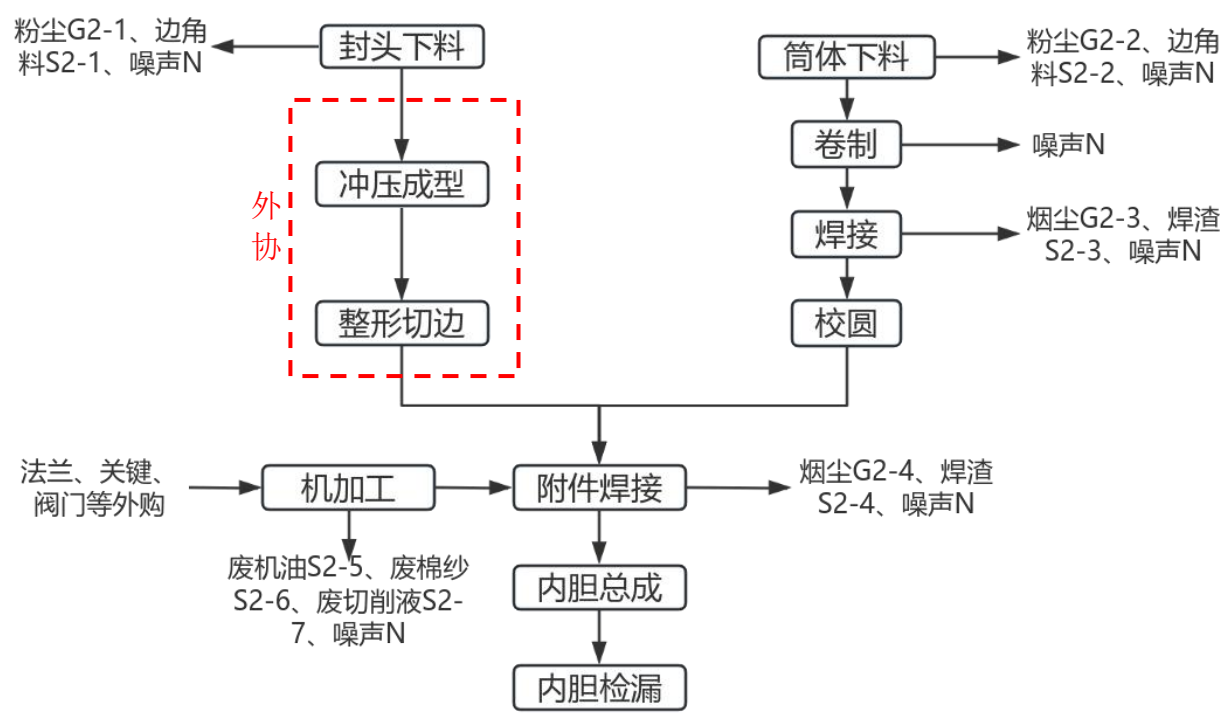 粉尘G2-1、边角
料S2-1、噪声N
封头下料
筒体下料
粉尘G2-2、边角
料S2-2、噪声N
卷制
噪声N
外
协
冲压成型
焊接
烟尘G2-3、焊渣
S2-3、噪声N
整形切边
校圆
法兰、关键、
阀门等外购
机加工
附件焊接
烟尘G2-4、焊渣
S2-4、噪声N
废机油S2-5、废棉纱
S2-6、废切削液S2-
7、噪声N
内胆总成
内胆检漏